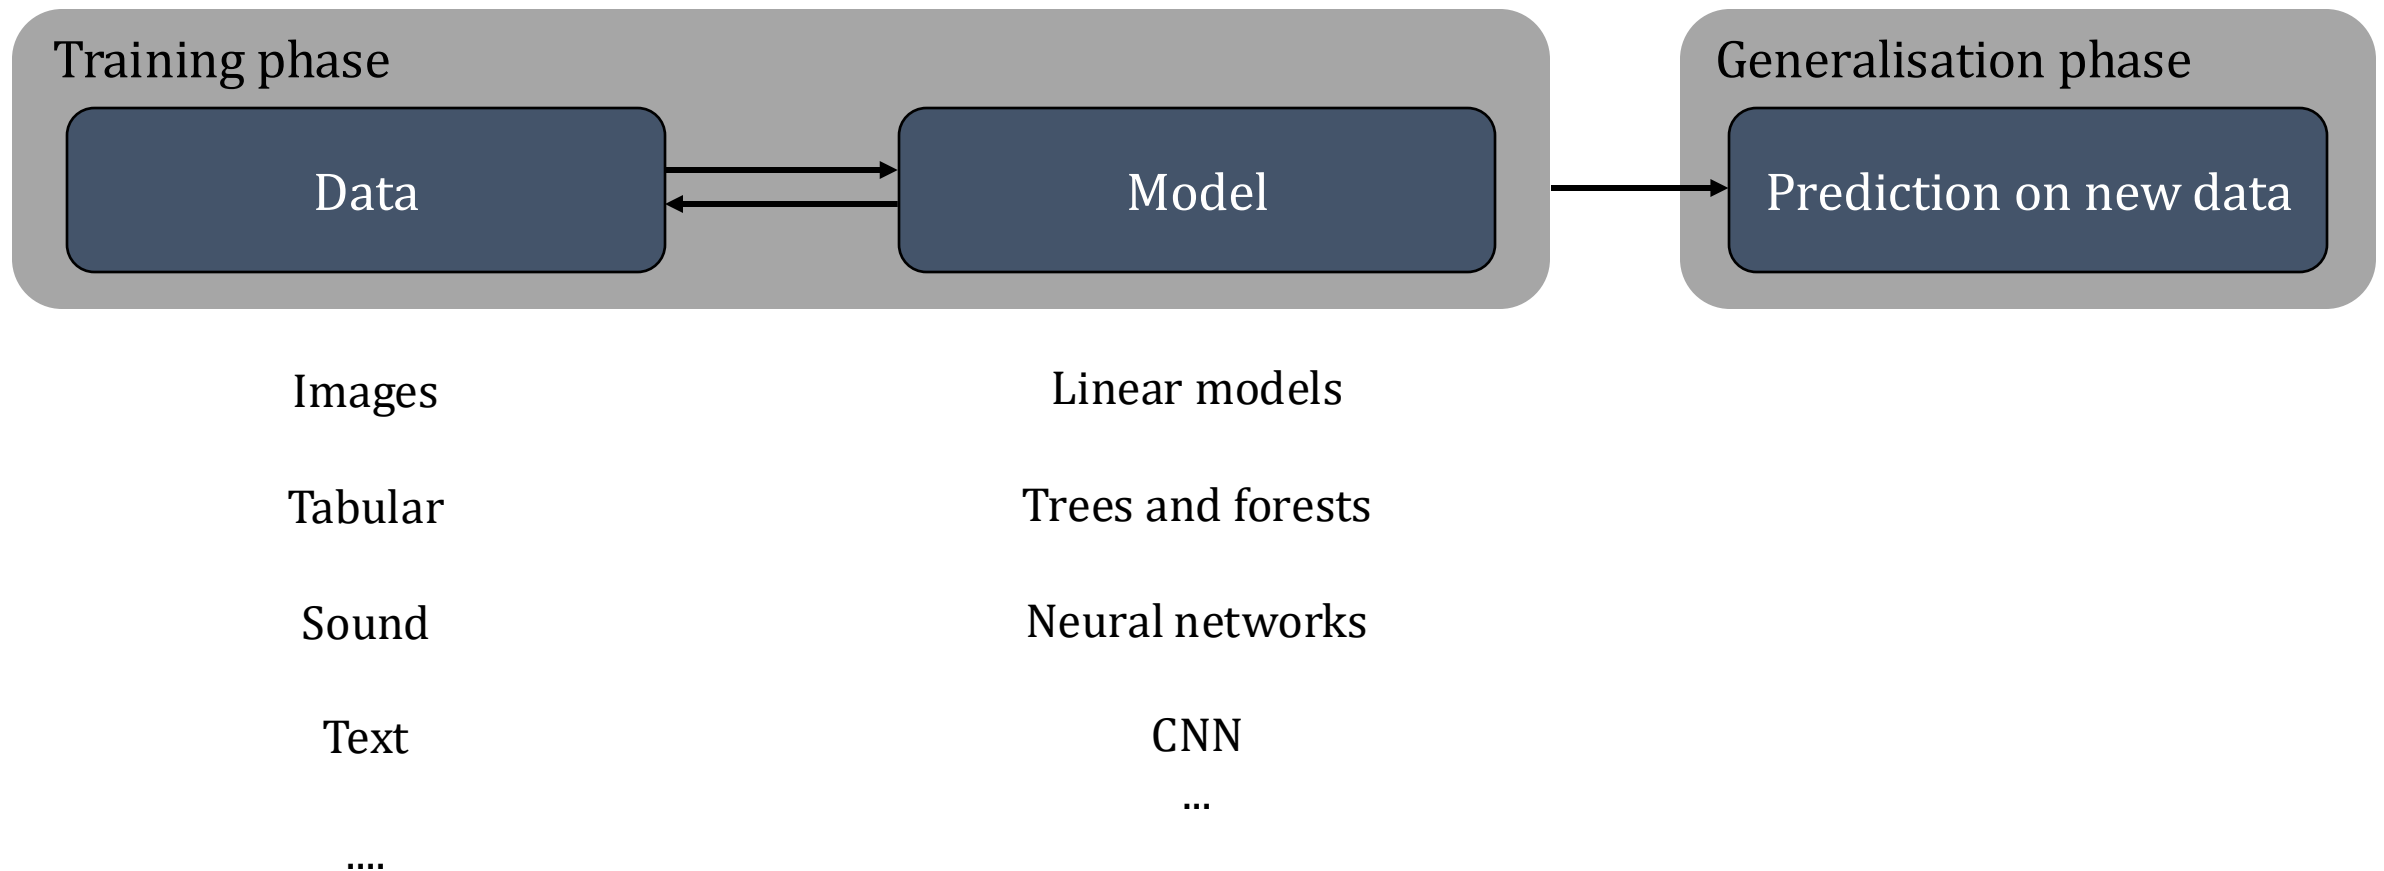 Training phase
Generalisation phase
Data
Model
Prediction on new data
Images
Linear models
Tabular
Trees and forests
Sound
Neural networks
Text
CNN
...
....